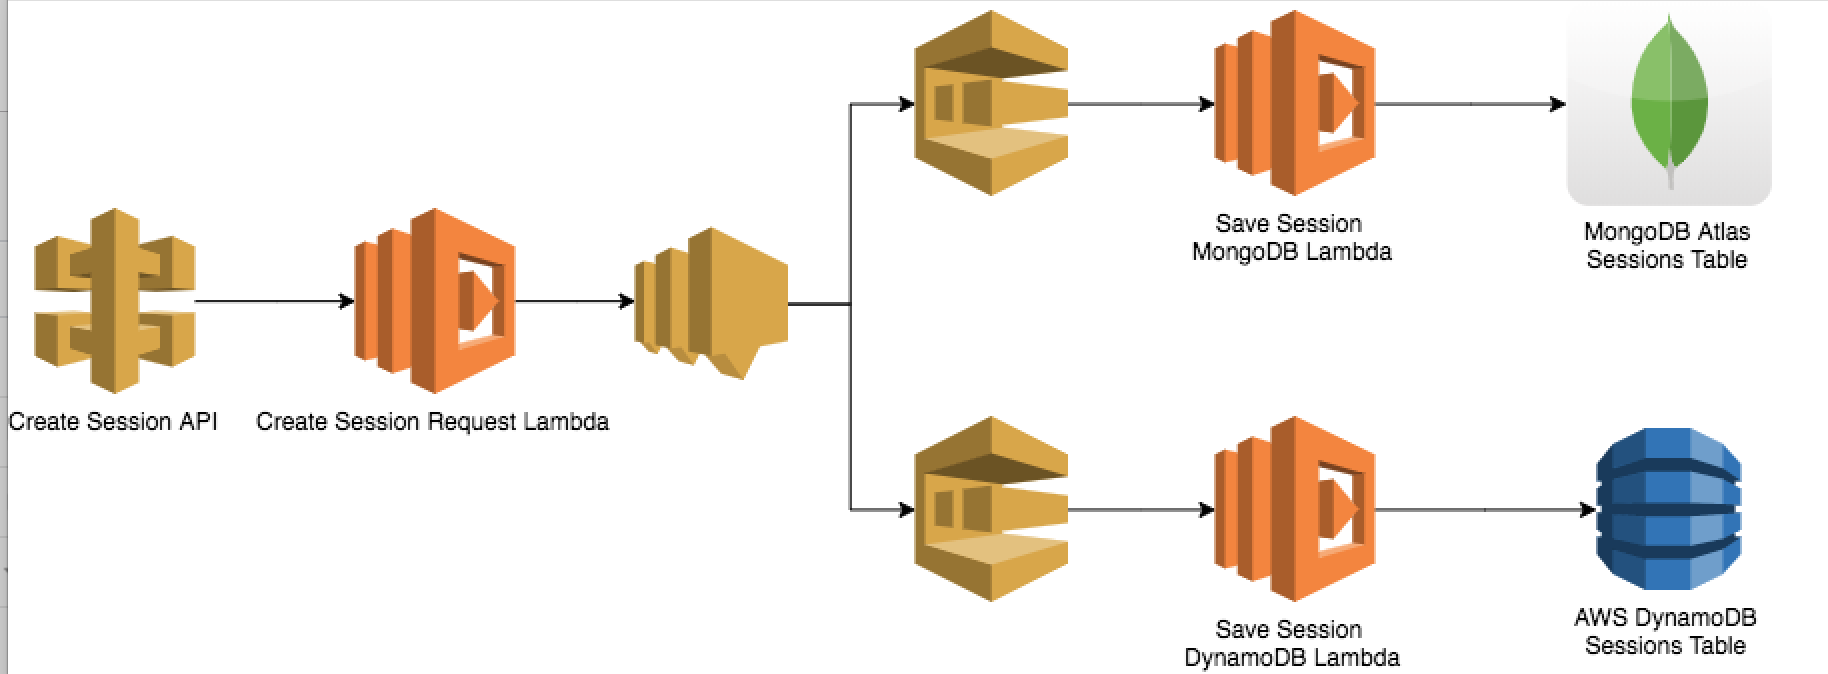 Create Session API
Create Session Request Lambda
Save Session
MongoDB Lambda
MongoDB Atlas
Sessions Table
Save Session
DynamoDB Lambda
AWS DynamoDB
Sessions Table